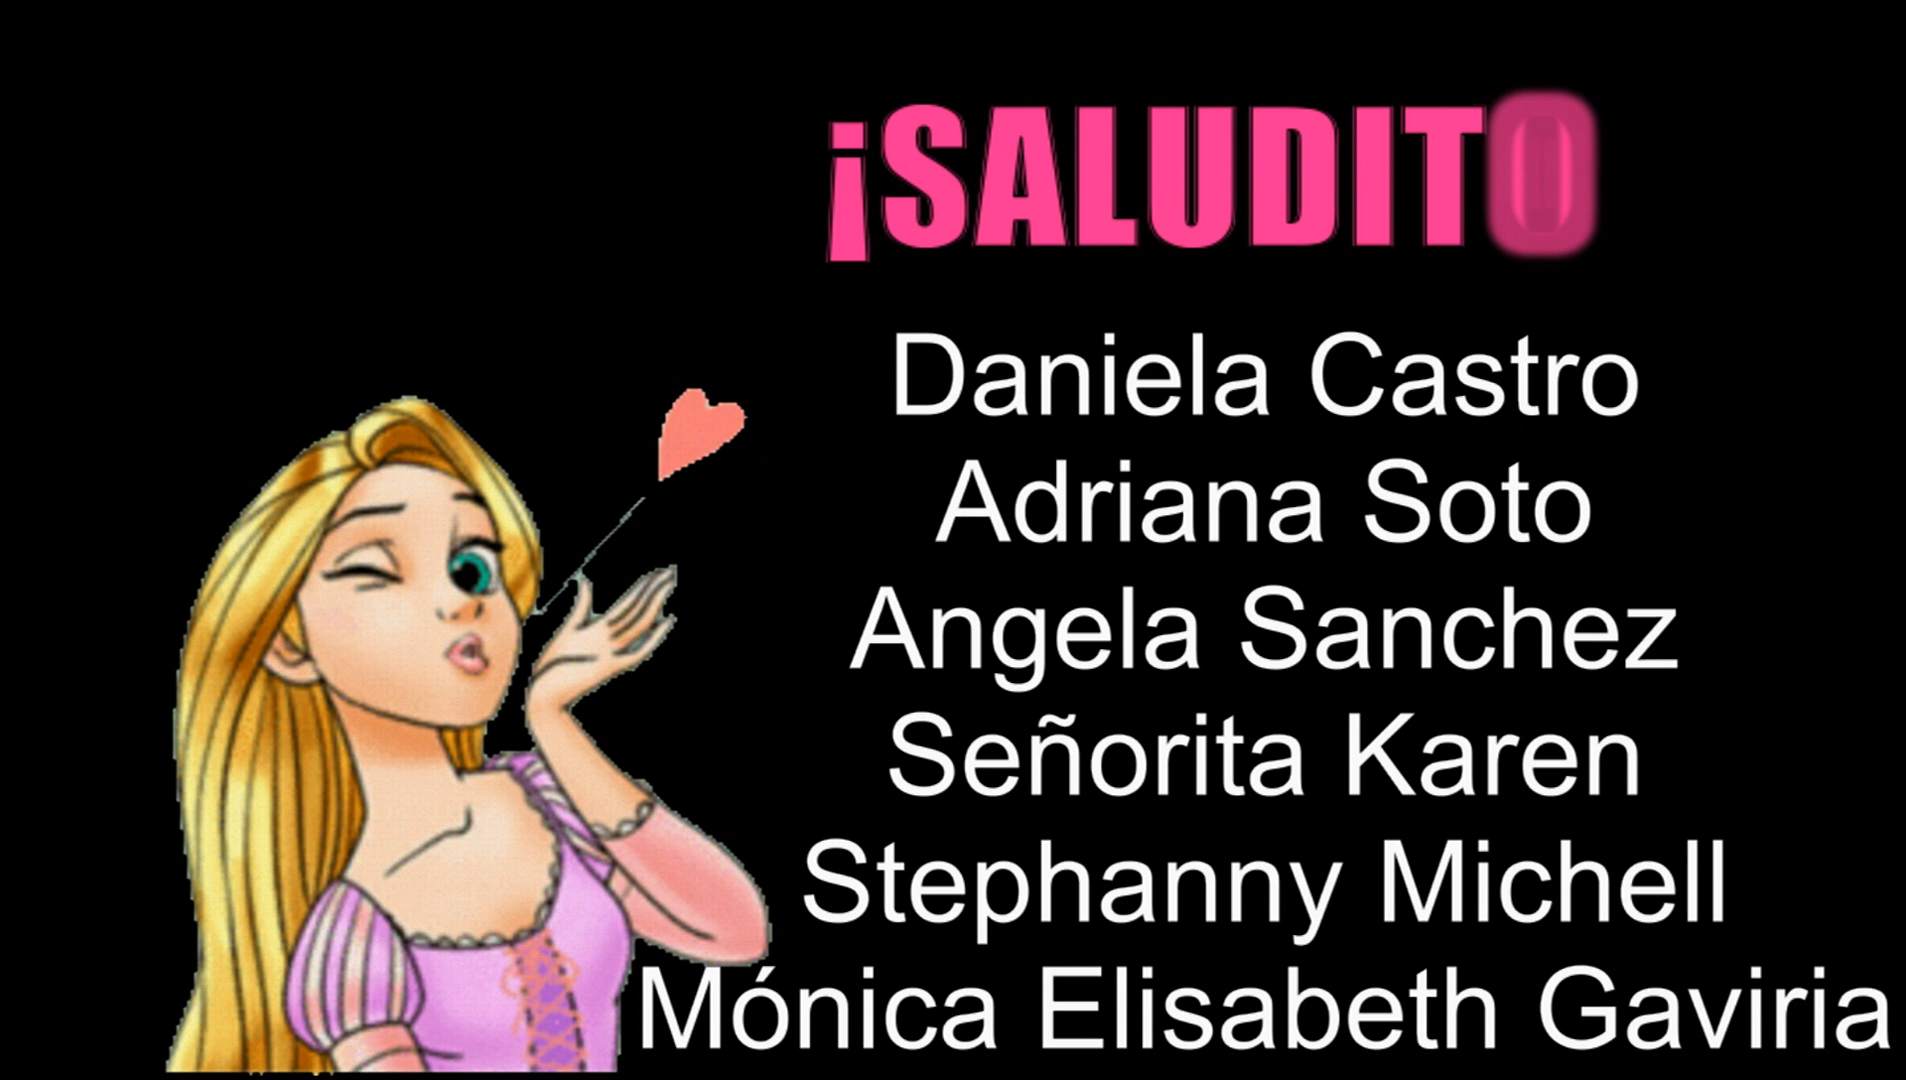 ¡SALUDITO
Daniela Castro
Adriana Soto
Angela Sanchez
Señorita Karen
Stephanny Michell
Mónica Elisabeth Gaviria